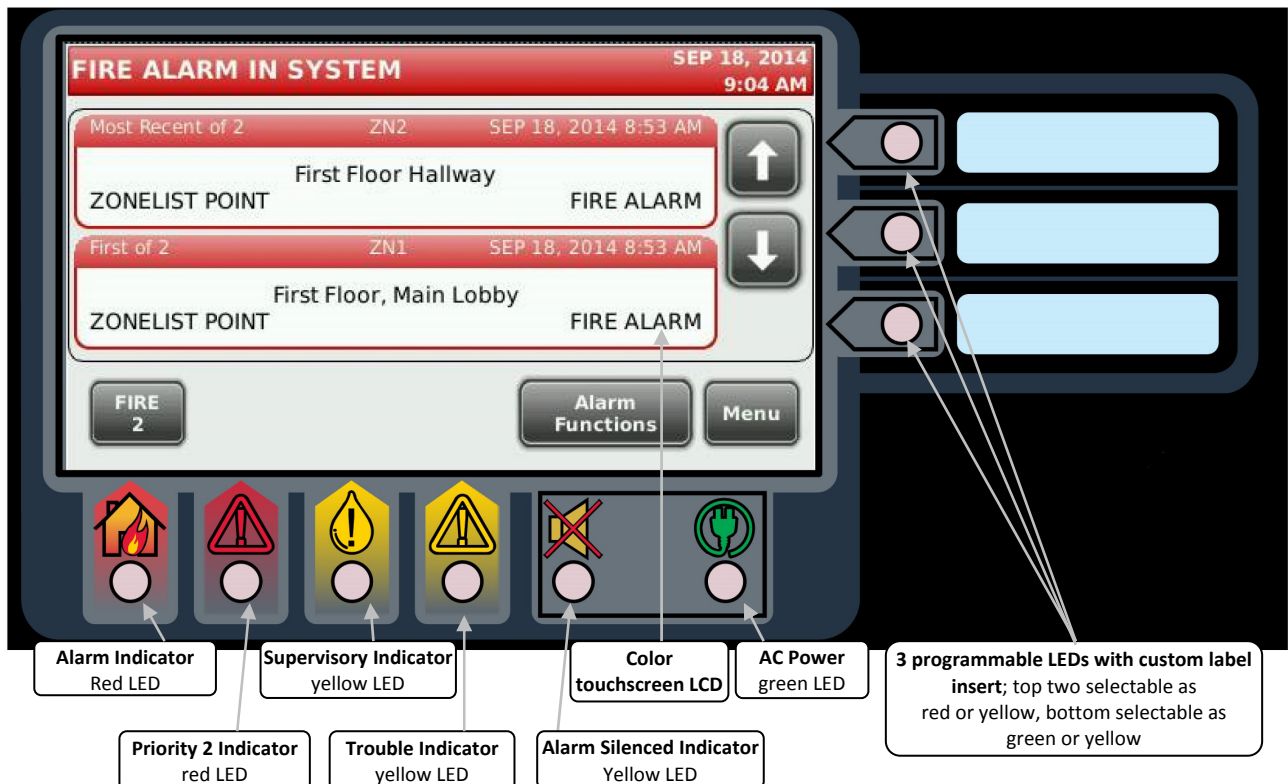 FIRE ALARM IN SYSTEM
SEP 18, 2014
9:04 AM
Most Recent of 2 ZN2 SEP 18, 2014 8:53 AM
First Floor Hallway
ZONELIST POINT FIRE ALARM
First of 2 ZN1 SEP 18, 2014 8:53 AM
First Floor, Main Lobby
ZONELIST POINT FIRE ALARM
FIRE
2
Alarm
Functions
Menu
Alarm Indicator
Red LED
Supervisory Indicator
yellow LED
Color
touchscreen LCD
AC Power
green LED
3 programmable LEDs with custom label
insert; top two selectable as
red or yellow, bottom selectable as
green or yellow
Priority 2 Indicator
red LED
Trouble Indicator
yellow LED
Alarm Silenced Indicator
Yellow LED